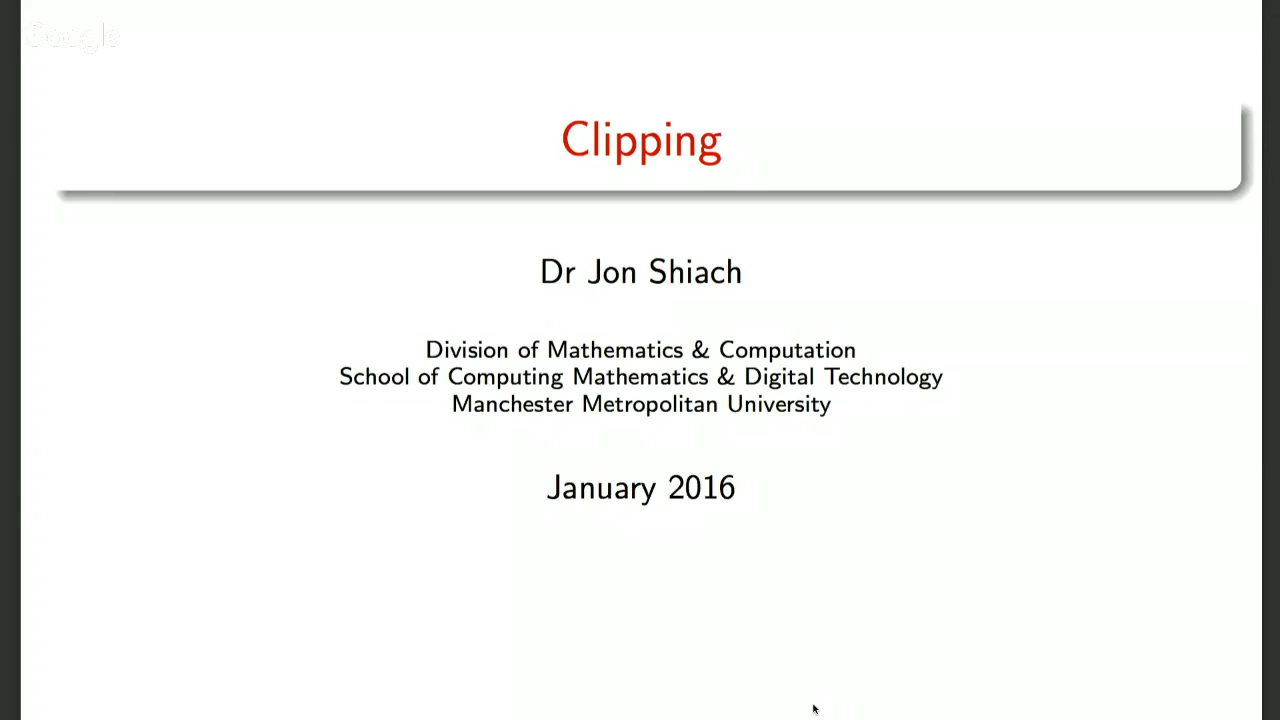 Google
Clipping
Dr Jon Shiach
Division of Mathematics & Computation
School of Computing Mathematics & Digital Technology
Manchester Metropolitan University
January 2016